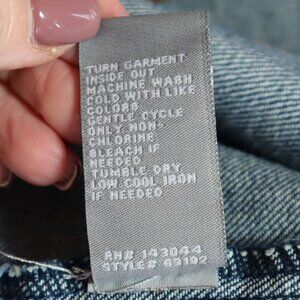 TURN GARMENT
INSIDE OUT
MACHINE WASH
COLD WITH LIKE
COLORS
GENTLE CYCLE
ONLY NON-
CHLORINE
BLEACH IF
NEEDED
TUMBLE DRY
LOW COOL IRON
IF NEEDED
RN# 143044
STYLE# 63192